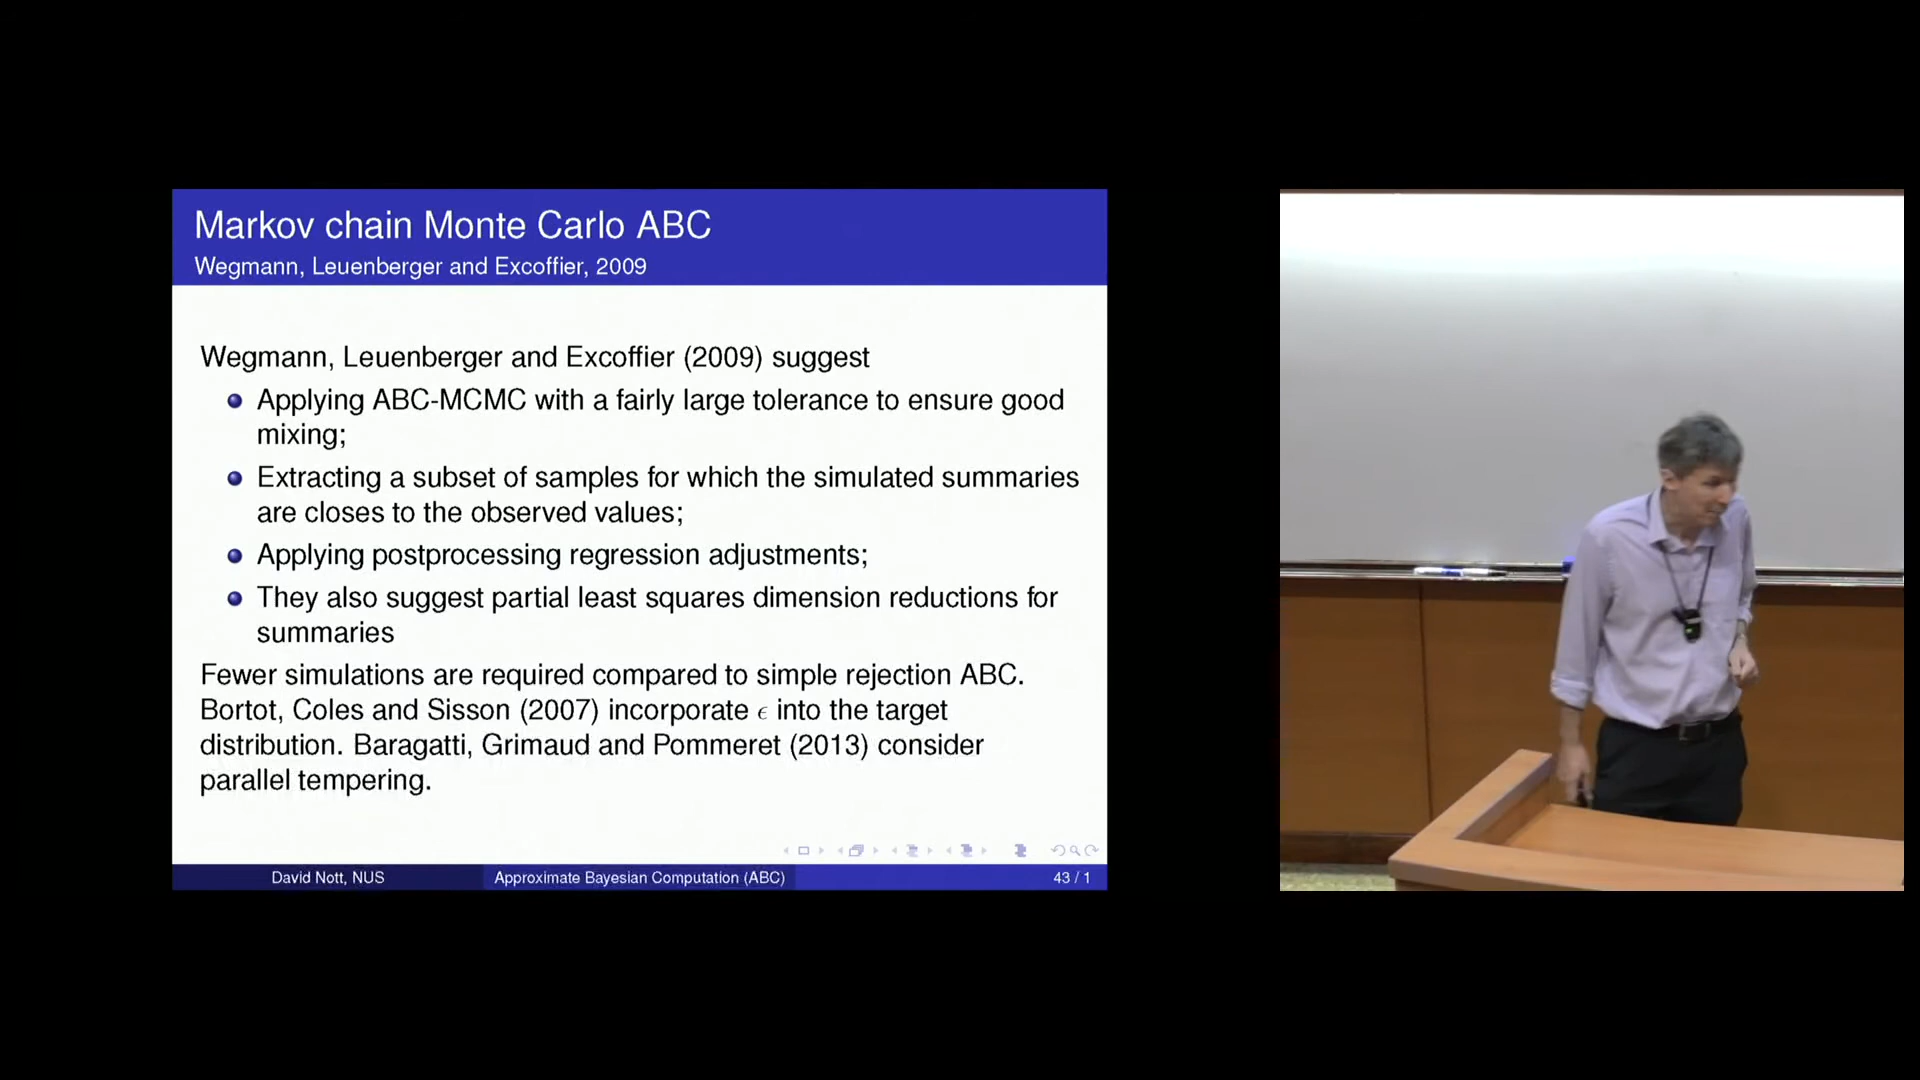 Markov chain Monte Carlo ABC
Wegmann, Leuenberger and Excoffier, 2009
Wegmann, Leuenberger and Excoffier (2009) suggest
Applying ABC-MCMC with a fairly large tolerance to ensure good
mixing;
Extracting a subset of samples for which the simulated summaries
are closes to the observed values;
Applying postprocessing regression adjustments;
They also suggest partial least squares dimension reductions for
summaries
Fewer simulations are required compared to simple rejection ABC.
Bortot, Coles and Sisson (2007) incorporate ϵ into the target
distribution. Baragatti, Grimaud and Pommeret (2013) consider
parallel tempering.
David Nott, NUS
Approximate Bayesian Computation (ABC)
43 / 1